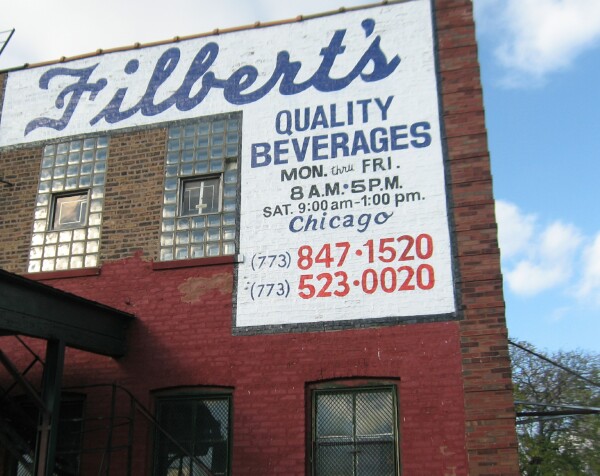 Filbert's
QUALITY
BEVERAGES
MON. thru FRI.
8 A.M.•5 P.M.
SAT. 9:00 am-1:00 pm.
Chicago
(773) 847•1520
(773) 523•0020